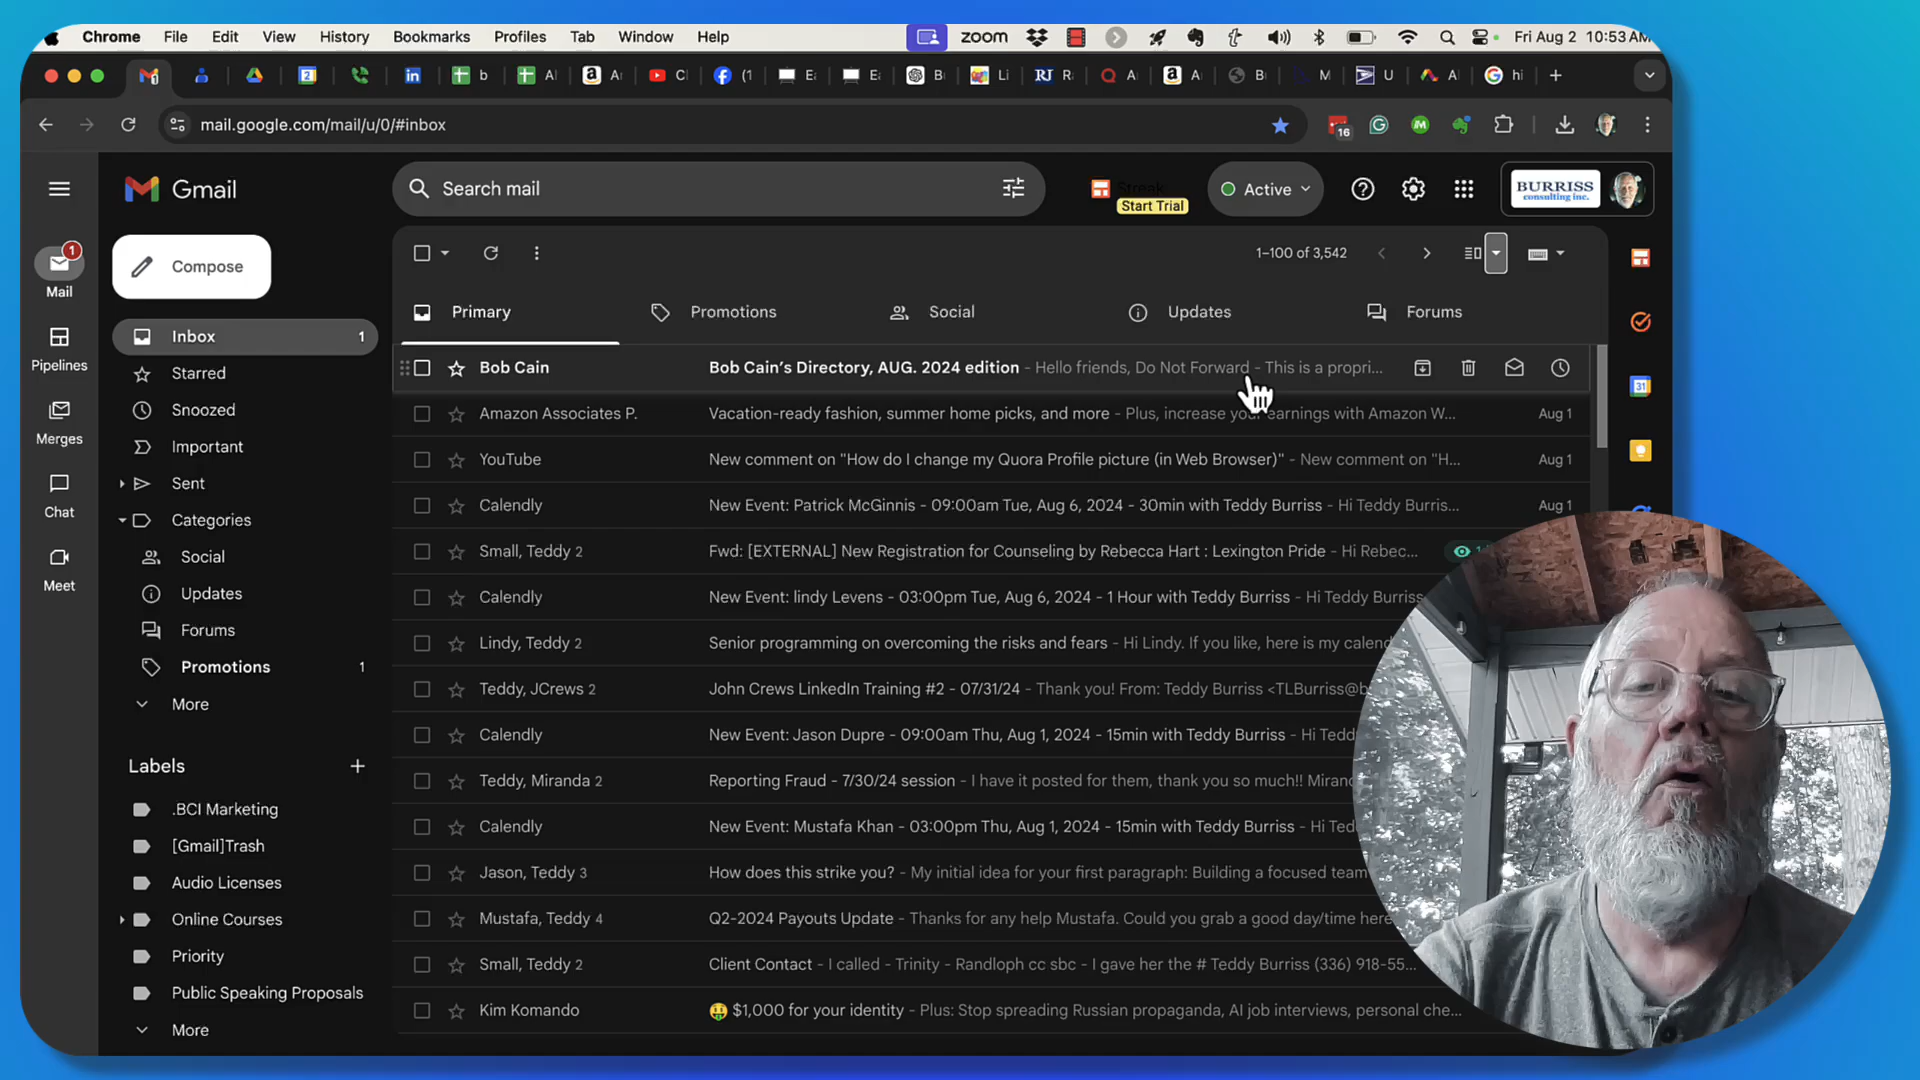 Chrome File Edit View History Bookmarks Profiles Tab Window Help zoom Fri Aug 2 10:53 AM
2 b A A C (1 E E B Li RJ R A A B M U A hi
mail.google.com/mail/u/0/#inbox 16
Gmail Search mail Streak Start Trial Active BURRISS consulting inc.
1 Mail Compose 1–100 of 3,542
Primary Promotions Social Updates Forums
Inbox 1
Pipelines
Starred
Snoozed
Merges
Important
Sent
Chat
Categories
Social
Meet
Updates
Forums
Promotions 1
More
Labels
.BCI Marketing
[Gmail]Trash
Audio Licenses
Online Courses
Priority
Public Speaking Proposals
More
Bob Cain Bob Cain's Directory, AUG. 2024 edition - Hello friends, Do Not Forward - This is a propri...
Amazon Associates P. Vacation-ready fashion, summer home picks, and more - Plus, increase your earnings with Amazon W... Aug 1
YouTube New comment on "How do I change my Quora Profile picture (in Web Browser)" - New comment on "H... Aug 1
Calendly New Event: Patrick McGinnis - 09:00am Tue, Aug 6, 2024 - 30min with Teddy Burriss - Hi Teddy Burris... Aug 1
Small, Teddy 2 Fwd: [EXTERNAL] New Registration for Counseling by Rebecca Hart : Lexington Pride - Hi Rebec...
Calendly New Event: lindy Levens - 03:00pm Tue, Aug 6, 2024 - 1 Hour with Teddy Burriss - Hi Teddy Burriss
Lindy, Teddy 2 Senior programming on overcoming the risks and fears - Hi Lindy. If you like, here is my calend
Teddy, JCrews 2 John Crews LinkedIn Training #2 - 07/31/24 - Thank you! From: Teddy Burriss <TLBurriss@b
Calendly New Event: Jason Dupre - 09:00am Thu, Aug 1, 2024 - 15min with Teddy Burriss - Hi Tedd
Teddy, Miranda 2 Reporting Fraud - 7/30/24 session - I have it posted for them, thank you so much!! Miran
Calendly New Event: Mustafa Khan - 03:00pm Thu, Aug 1, 2024 - 15min with Teddy Burriss - Hi Ted
Jason, Teddy 3 How does this strike you? - My initial idea for your first paragraph: Building a focused team
Mustafa, Teddy 4 Q2-2024 Payouts Update - Thanks for any help Mustafa. Could you grab a good day/time here
Small, Teddy 2 Client Contact - I called - Trinity - Randloph cc sbc - I gave her the # Teddy Burriss (336) 918-55...
Kim Komando 🤑 $1,000 for your identity - Plus: Stop spreading Russian propaganda, AI job interviews, personal che...
31